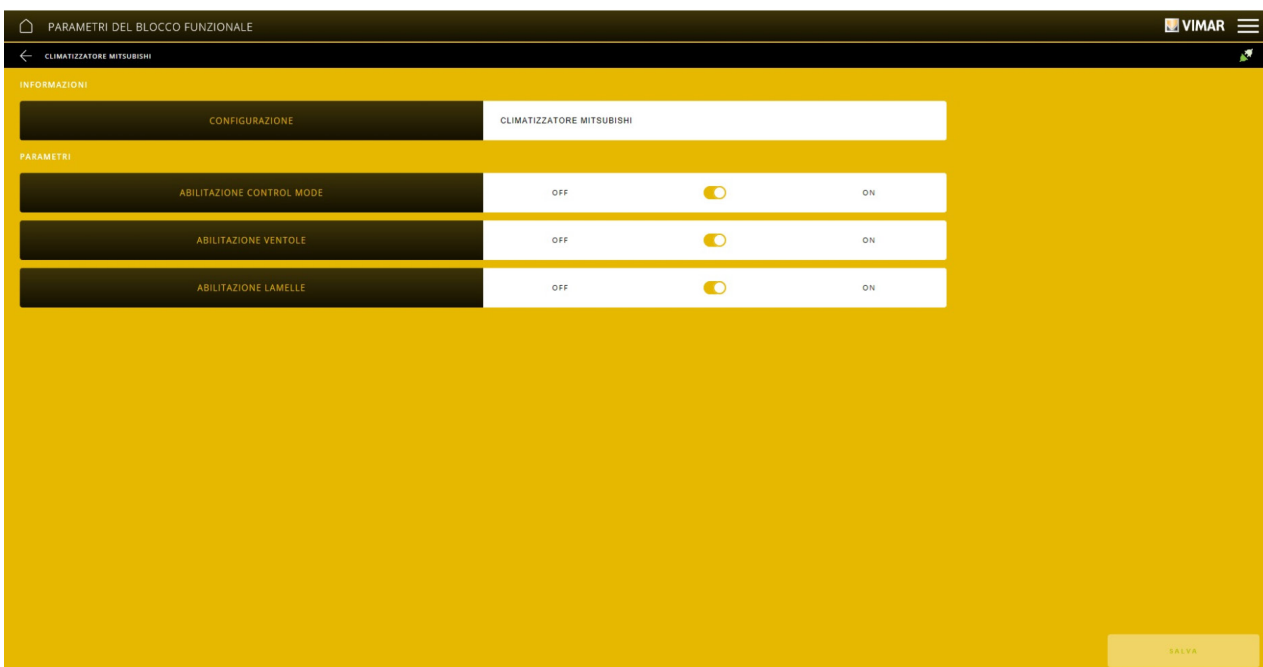 PARAMETRI DEL BLOCCO FUNZIONALE
VIMAR
CLIMATIZZATORE MITSUBISHI
INFORMAZIONI
CONFIGURAZIONE CLIMATIZZATORE MITSUBISHI
PARAMETRI
ABILITAZIONE CONTROL MODE OFF ON
ABILITAZIONE VENTOLE OFF ON
ABILITAZIONE LAMELLE OFF ON
SALVA